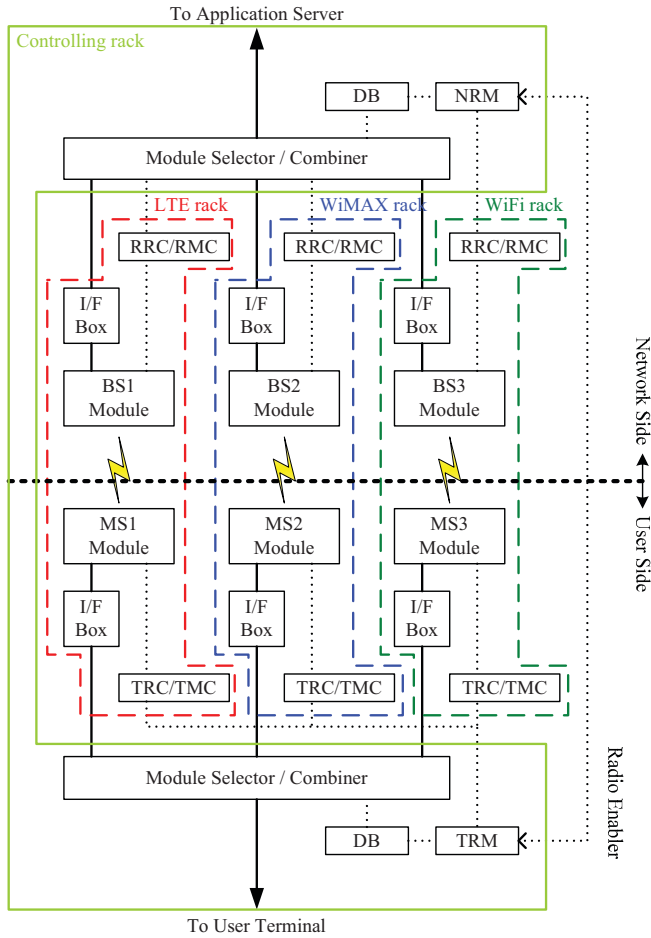 To Application Server
Controlling rack
DB
NRM
Module Selector / Combiner
LTE rack
WiMAX rack
WiFi rack
RRC/RMC
RRC/RMC
RRC/RMC
I/F
Box
I/F
Box
I/F
Box
BS1
Module
BS2
Module
BS3
Module
Network Side
User Side
MS1
Module
MS2
Module
MS3
Module
I/F
Box
I/F
Box
I/F
Box
TRC/TMC
TRC/TMC
TRC/TMC
Radio Enabler
Module Selector / Combiner
DB
TRM
To User Terminal